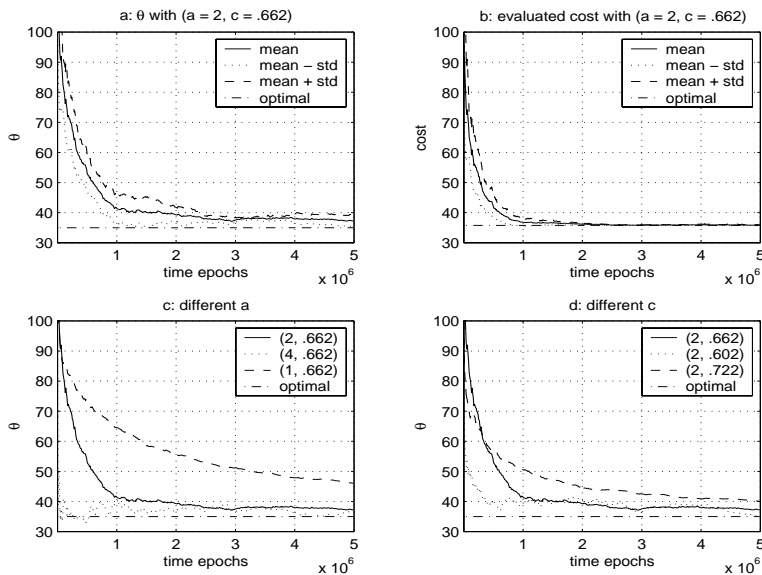 a: θ with (a = 2, c = .662)
100
90
80
70
60
50
40
30
θ
mean
mean − std
mean + std
optimal
1
2
3
4
5
time epochs
x 10^6
b: evaluated cost with (a = 2, c = .662)
100
90
80
70
60
50
40
30
cost
mean
mean − std
mean + std
optimal
1
2
3
4
5
time epochs
x 10^6
c: different a
100
90
80
70
60
50
40
30
θ
(2, .662)
(4, .662)
(1, .662)
optimal
1
2
3
4
5
time epochs
x 10^6
d: different c
100
90
80
70
60
50
40
30
θ
(2, .662)
(2, .602)
(2, .722)
optimal
1
2
3
4
5
time epochs
x 10^6